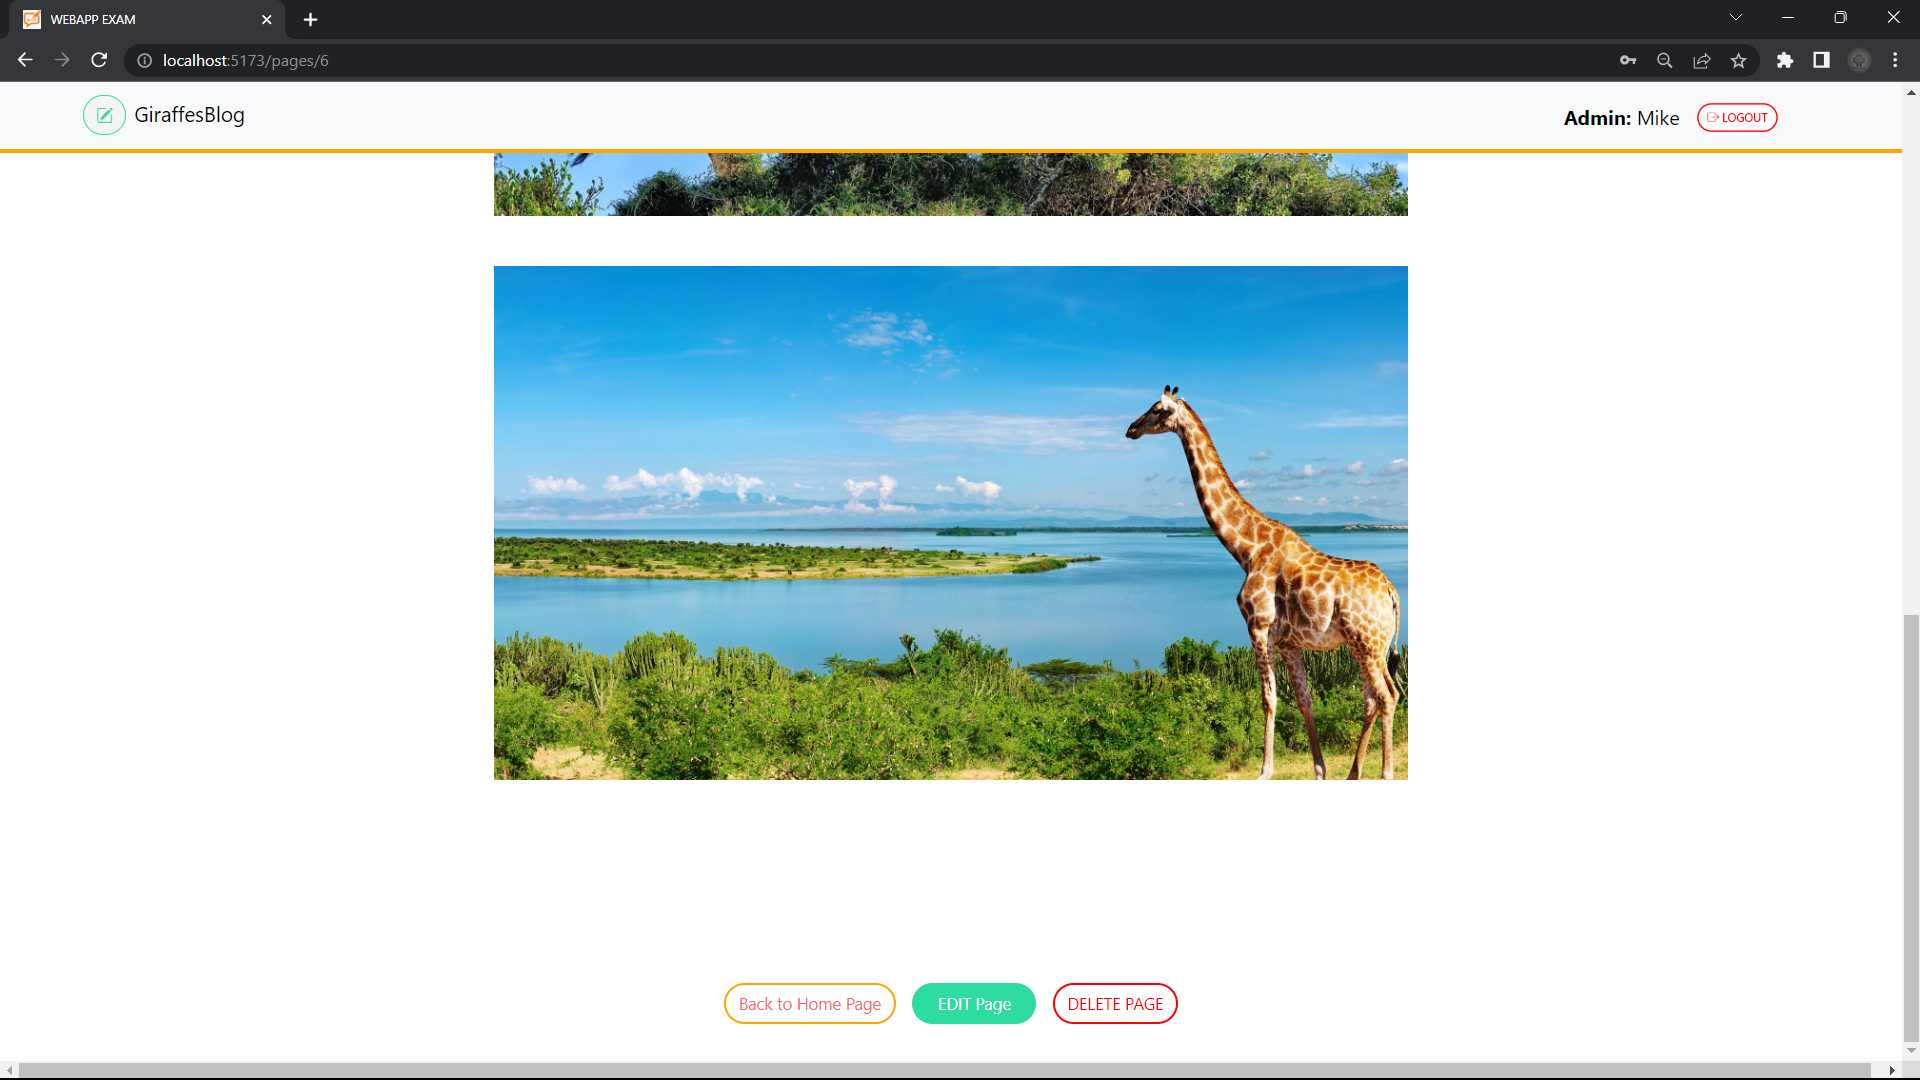 WEBAPP EXAM
localhost:5173/pages/6
GiraffesBlog
Admin: Mike
LOGOUT
Back to Home Page
EDIT Page
DELETE PAGE